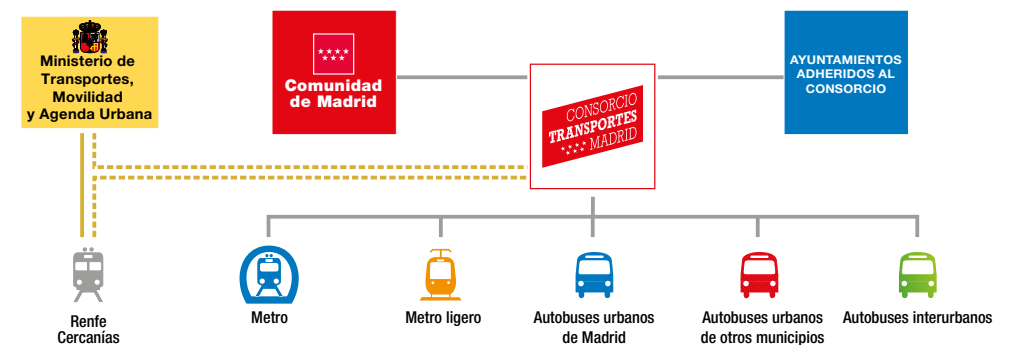 Ministerio de
Transportes,
Movilidad
y Agenda Urbana
Comunidad
de Madrid
CONSORCIO
TRANSPORTES
MADRID
AYUNTAMIENTOS
ADHERIDOS AL
CONSORCIO
Renfe
Cercanías
Metro
Metro ligero
Autobuses urbanos
de Madrid
Autobuses urbanos
de otros municipios
Autobuses interurbanos